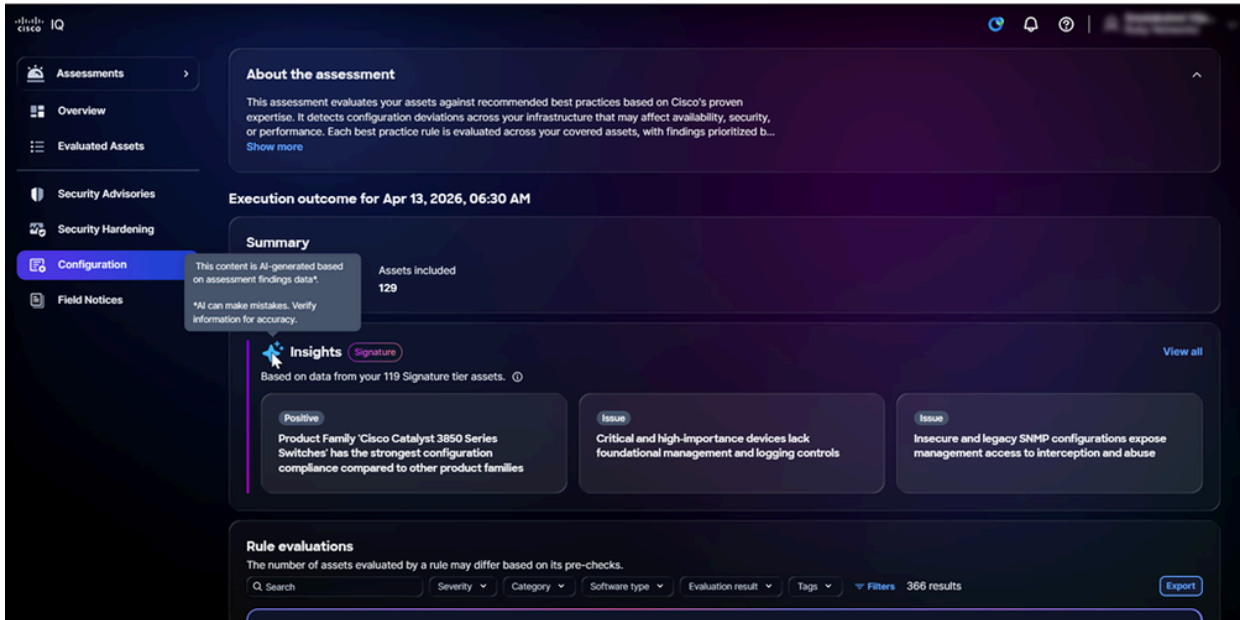 cisco IQ
Assessments
Overview
Evaluated Assets
Security Advisories
Security Hardening
Configuration
Field Notices
About the assessment
This assessment evaluates your assets against recommended best practices based on Cisco's proven
expertise. It detects configuration deviations across your infrastructure that may affect availability, security,
or performance. Each best practice rule is evaluated across your covered assets, with findings prioritized b...
Show more
Execution outcome for Apr 13, 2026, 06:30 AM
Summary
Assets included
129
This content is AI-generated based
on assessment findings data*.
*AI can make mistakes. Verify
information for accuracy.
Insights Signature
View all
Based on data from your 119 Signature tier assets.
Positive
Product Family 'Cisco Catalyst 3850 Series
Switches' has the strongest configuration
compliance compared to other product families
Issue
Critical and high-importance devices lack
foundational management and logging controls
Issue
Insecure and legacy SNMP configurations expose
management access to interception and abuse
Rule evaluations
The number of assets evaluated by a rule may differ based on its pre-checks.
Search Severity Category Software type Evaluation result Tags Filters 366 results Export